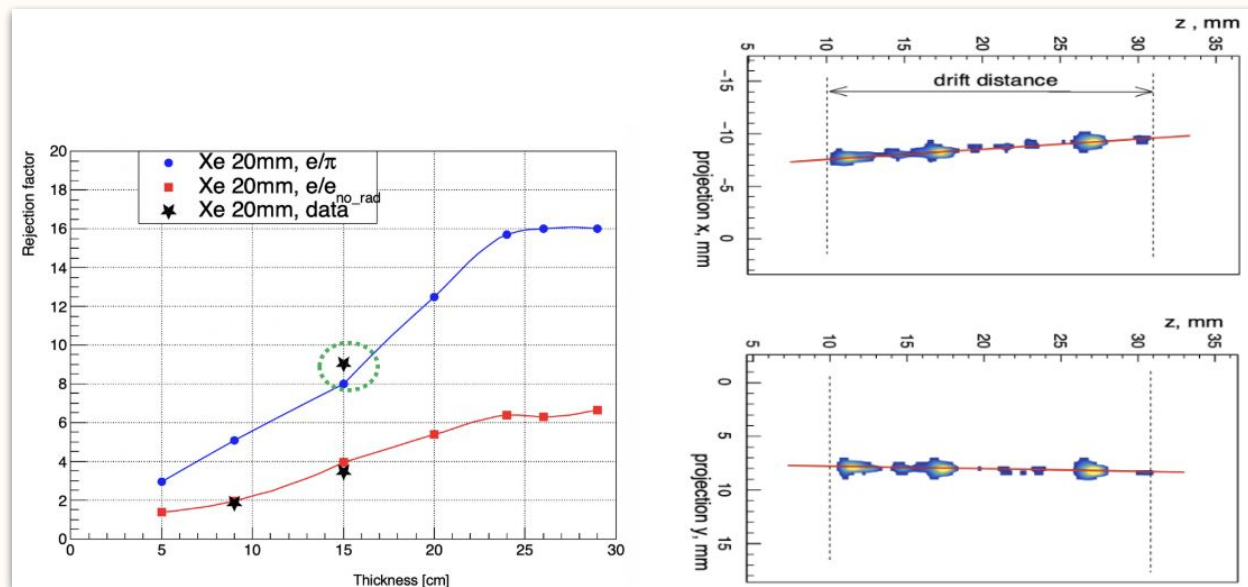 20
18
16
14
12
10
8
6
4
2
0
Rejection factor
Xe 20mm, e/π
Xe 20mm, e/e
Xe 20mm, data no_rad
0 5 10 15 20 25 30
Thickness [cm]
z , mm
5 10 15 20 25 30 35
-15
-10
-5
0
projection x, mm
drift distance
z, mm
5 10 15 20 25 30 35
0
5
10
15
projection y, mm